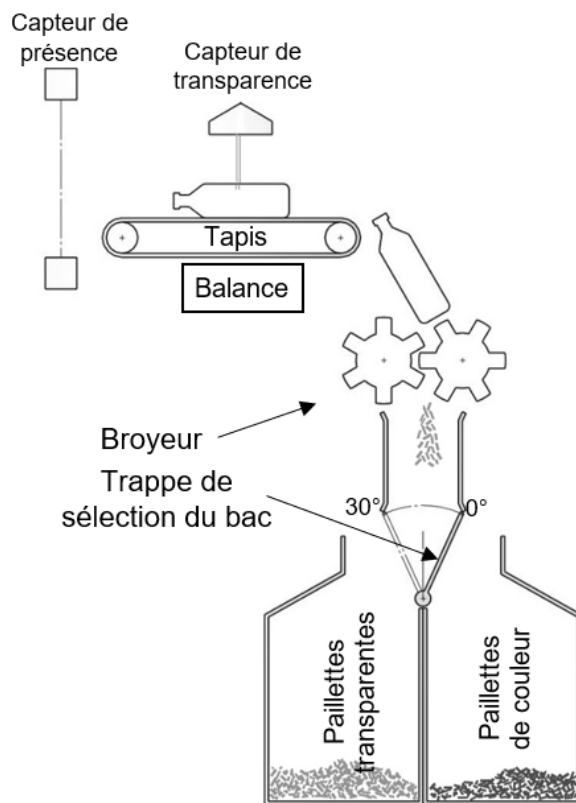 Capteur de
présence
Capteur de
transparence
Tapis
Balance
Broyeur
Trappe de
sélection du bac
30°
0°
Paillettes
transparentes
Paillettes
de couleur